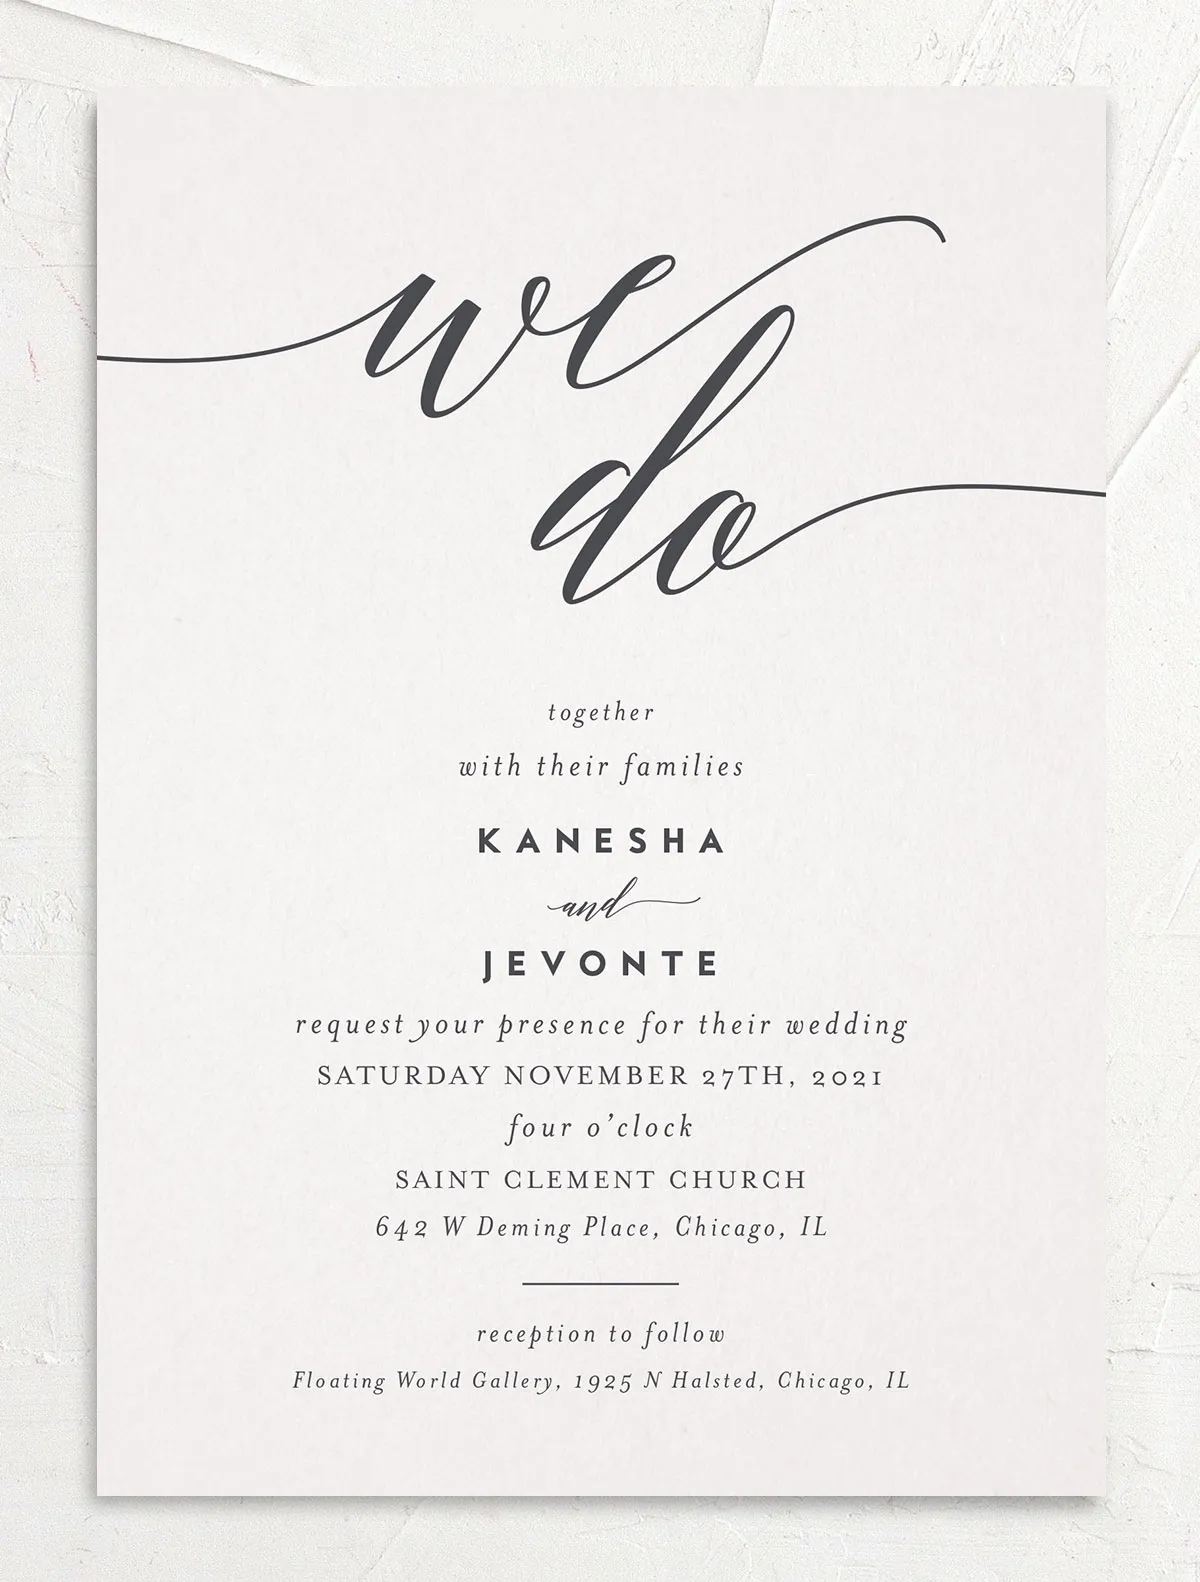 we
do
together
with their families
KANESHA
and
JEVONTE
request your presence for their wedding
SATURDAY NOVEMBER 27TH, 2021
four o’clock
SAINT CLEMENT CHURCH
642 W Deming Place, Chicago, IL
reception to follow
Floating World Gallery, 1925 N Halsted, Chicago, IL